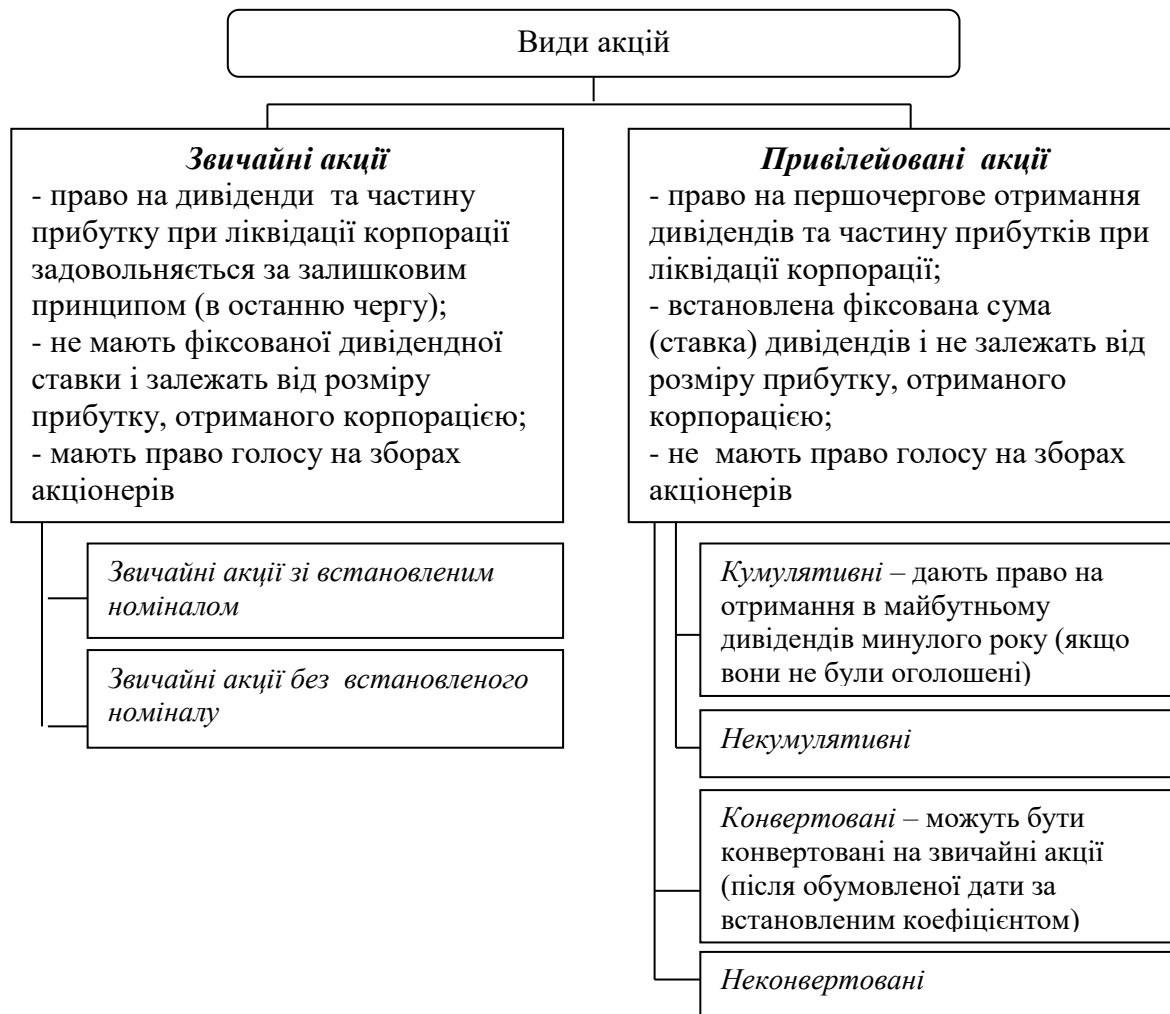 Види акцій
Звичайні акції
- право на дивіденди та частину
прибутку при ліквідації корпорації
задовольняється за залишковим
принципом (в останню чергу);
- не мають фіксованої дивідендної
ставки і залежать від розміру
прибутку, отриманого корпорацією;
- мають право голосу на зборах
акціонерів
Звичайні акції зі встановленим
номіналом
Звичайні акції без встановленого
номіналу
Привілейовані акції
- право на першочергове отримання
дивідендів та частину прибутків при
ліквідації корпорації;
- встановлена фіксована сума
(ставка) дивідендів і не залежать від
розміру прибутку, отриманого
корпорацією;
- не мають право голосу на зборах
акціонерів
Кумулятивні – дають право на
отримання в майбутньому
дивідендів минулого року (якщо
вони не були оголошені)
Некумулятивні
Конвертовані – можуть бути
конвертовані на звичайні акції
(після обумовленої дати за
встановленим коефіцієнтом)
Неконвертовані